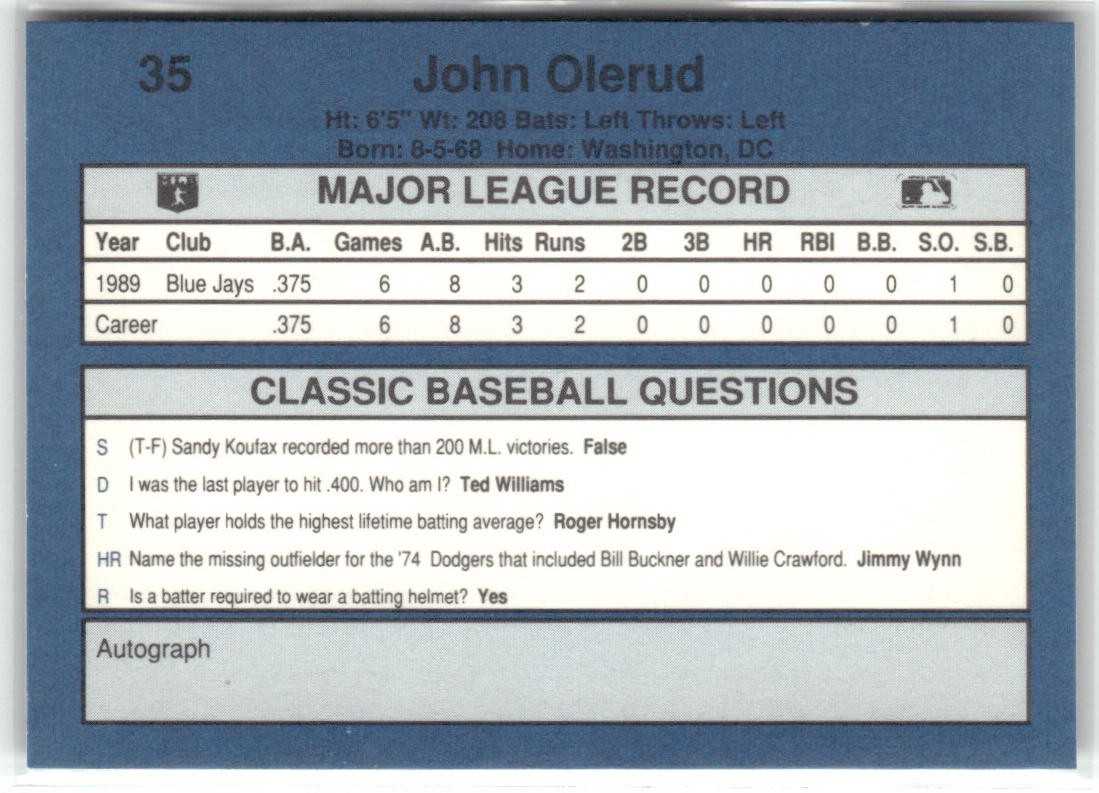 35 John Olerud
Ht: 6'5" Wt: 208 Bats: Left Throws: Left
Born: 8-5-68 Home: Washington, DC
MAJOR LEAGUE RECORD
Year Club B.A. Games A.B. Hits Runs 2B 3B HR RBI B.B. S.O. S.B.
1989 Blue Jays .375 6 8 3 2 0 0 0 0 0 1 0
Career .375 6 8 3 2 0 0 0 0 0 1 0
CLASSIC BASEBALL QUESTIONS
S (T-F) Sandy Koufax recorded more than 200 M.L. victories. False
D I was the last player to hit .400. Who am I? Ted Williams
T What player holds the highest lifetime batting average? Roger Hornsby
HR Name the missing outfielder for the '74 Dodgers that included Bill Buckner and Willie Crawford. Jimmy Wynn
R Is a batter required to wear a batting helmet? Yes
Autograph